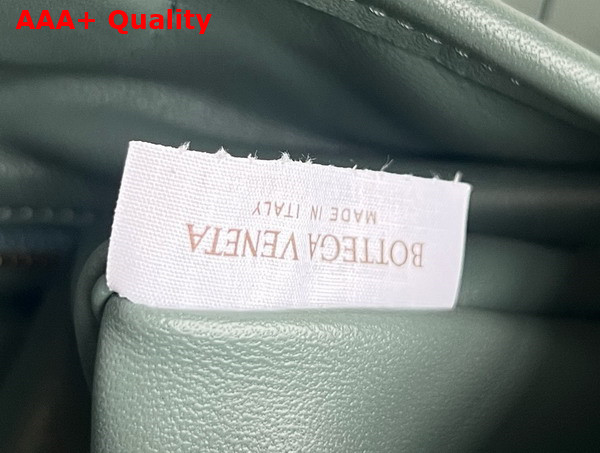 AAA+ Quality
BOTTEGA VENETA
MADE IN ITALY